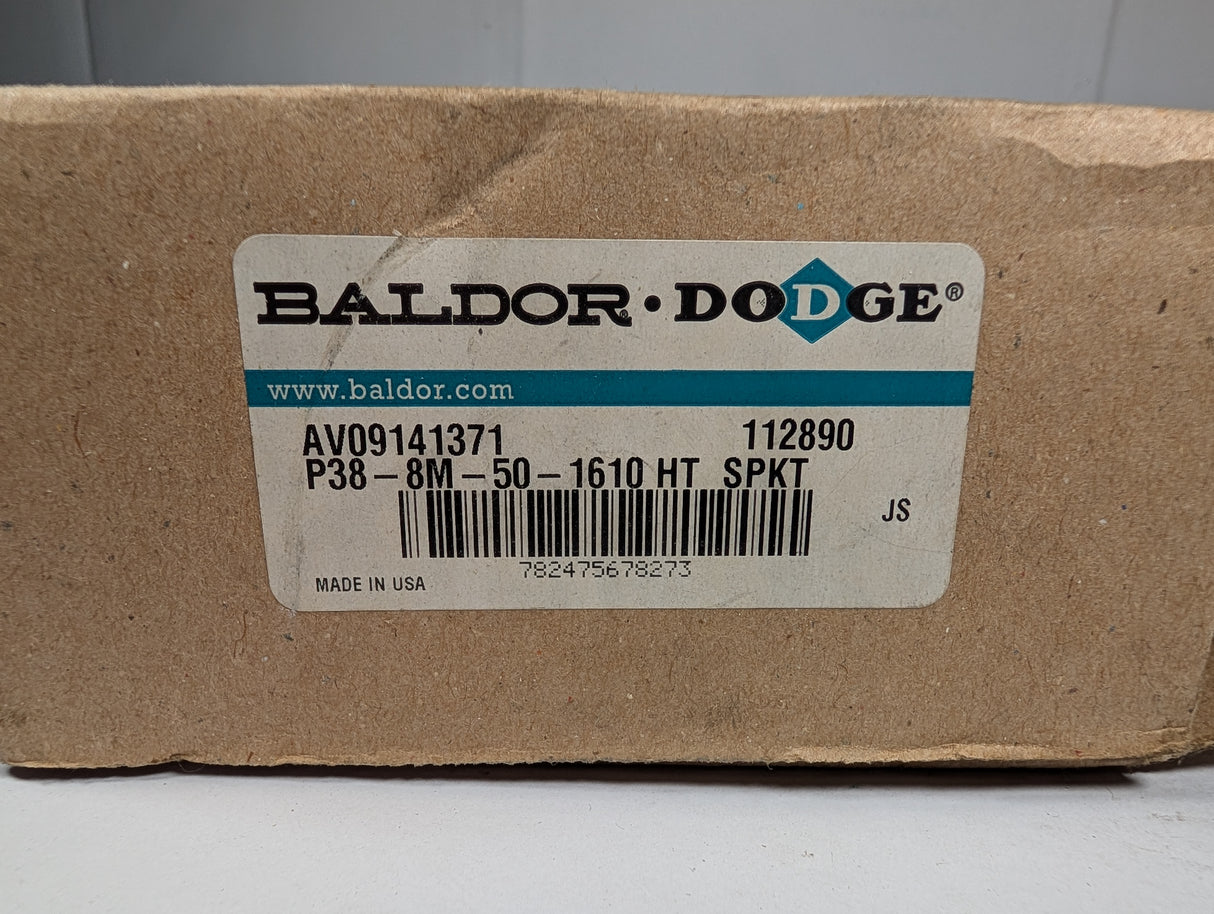 BALDOR® • DODGE®
www.baldor.com
AV09141371 112890
P38-8M-50-1610 HT SPKT
JS
782475678273
MADE IN USA